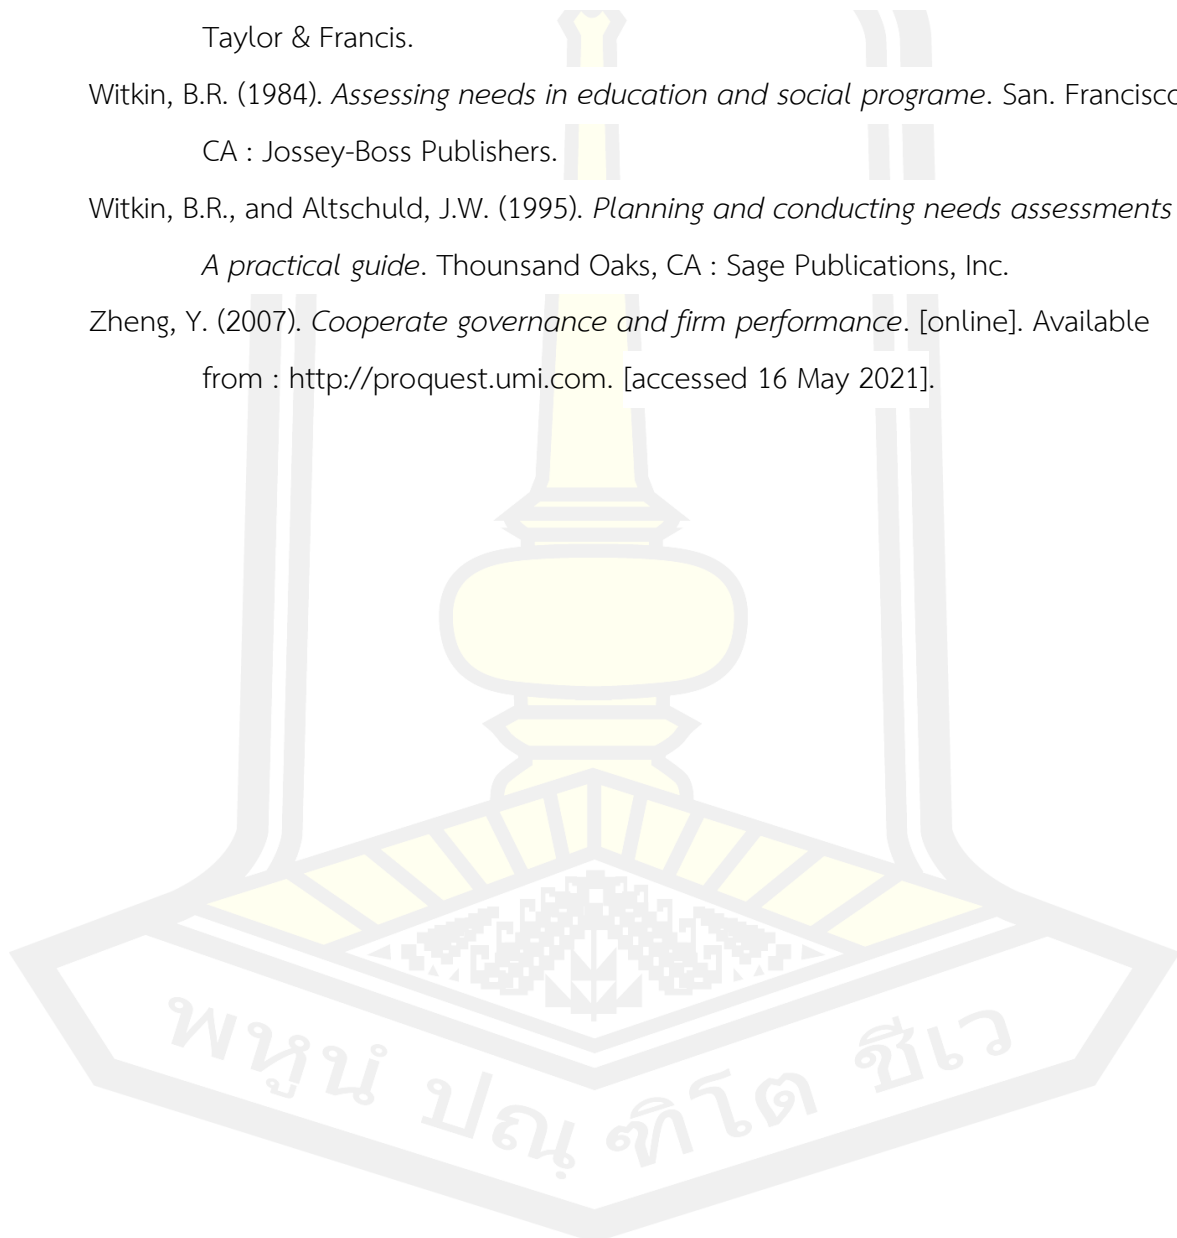 Taylor & Francis.
Witkin, B.R. (1984). Assessing needs in education and social programe. San. Francisco
CA : Jossey-Boss Publishers.
Witkin, B.R., and Altschuld, J.W. (1995). Planning and conducting needs assessments
A practical guide. Thounsand Oaks, CA : Sage Publications, Inc.
Zheng, Y. (2007). Cooperate governance and firm performance. [online]. Available
from : http://proquest.umi.com. [accessed 16 May 2021].
พหูนํ ปณฺฑิโต ชีเว